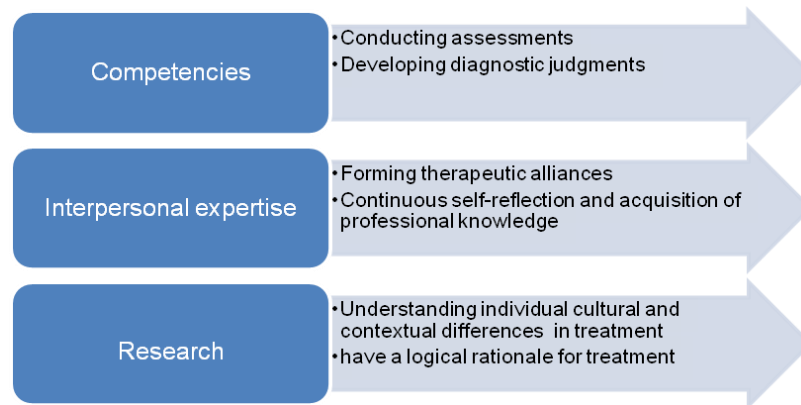 Competencies
•Conducting assessments
•Developing diagnostic judgments
Interpersonal expertise
•Forming therapeutic alliances
•Continuous self-reflection and acquisition of
professional knowledge
Research
•Understanding individual cultural and
contextual differences in treatment
•have a logical rationale for treatment